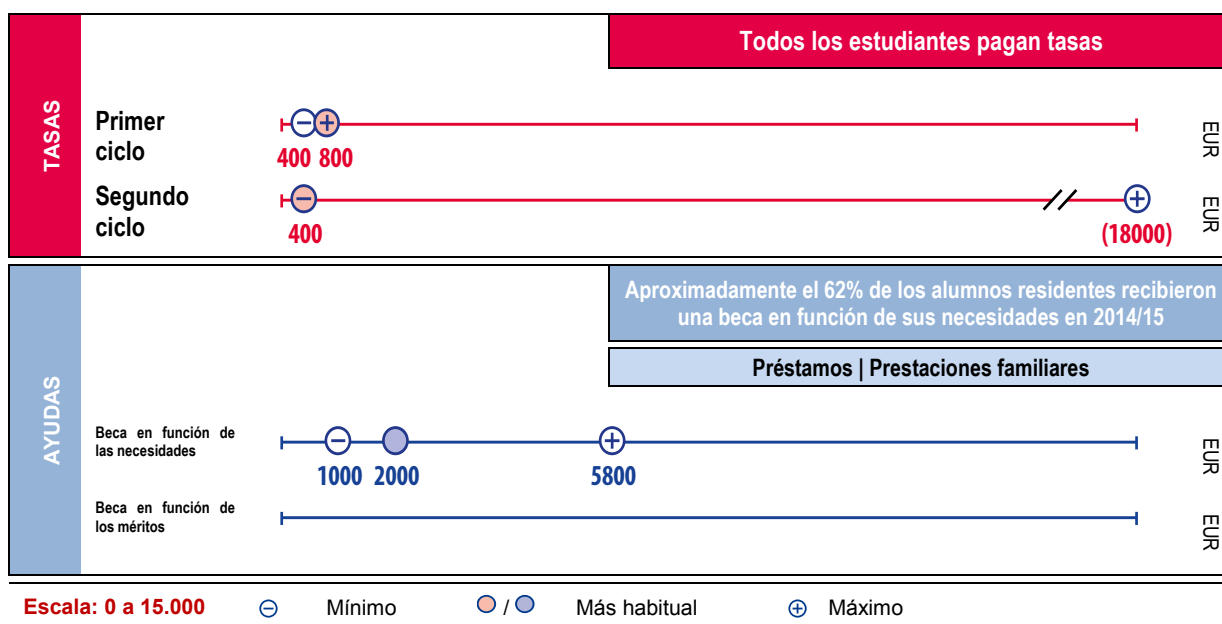 TASAS
Todos los estudiantes pagan tasas
Primer
ciclo
400 800
EUR
Segundo
ciclo
400
(18000)
EUR
AYUDAS
Aproximadamente el 62% de los alumnos residentes recibieron
una beca en función de sus necesidades en 2014/15
Préstamos | Prestaciones familiares
Beca en función de
las necesidades
1000 2000 5800
EUR
Beca en función de
los méritos
EUR
Escala: 0 a 15.000 Mínimo / Más habitual Máximo